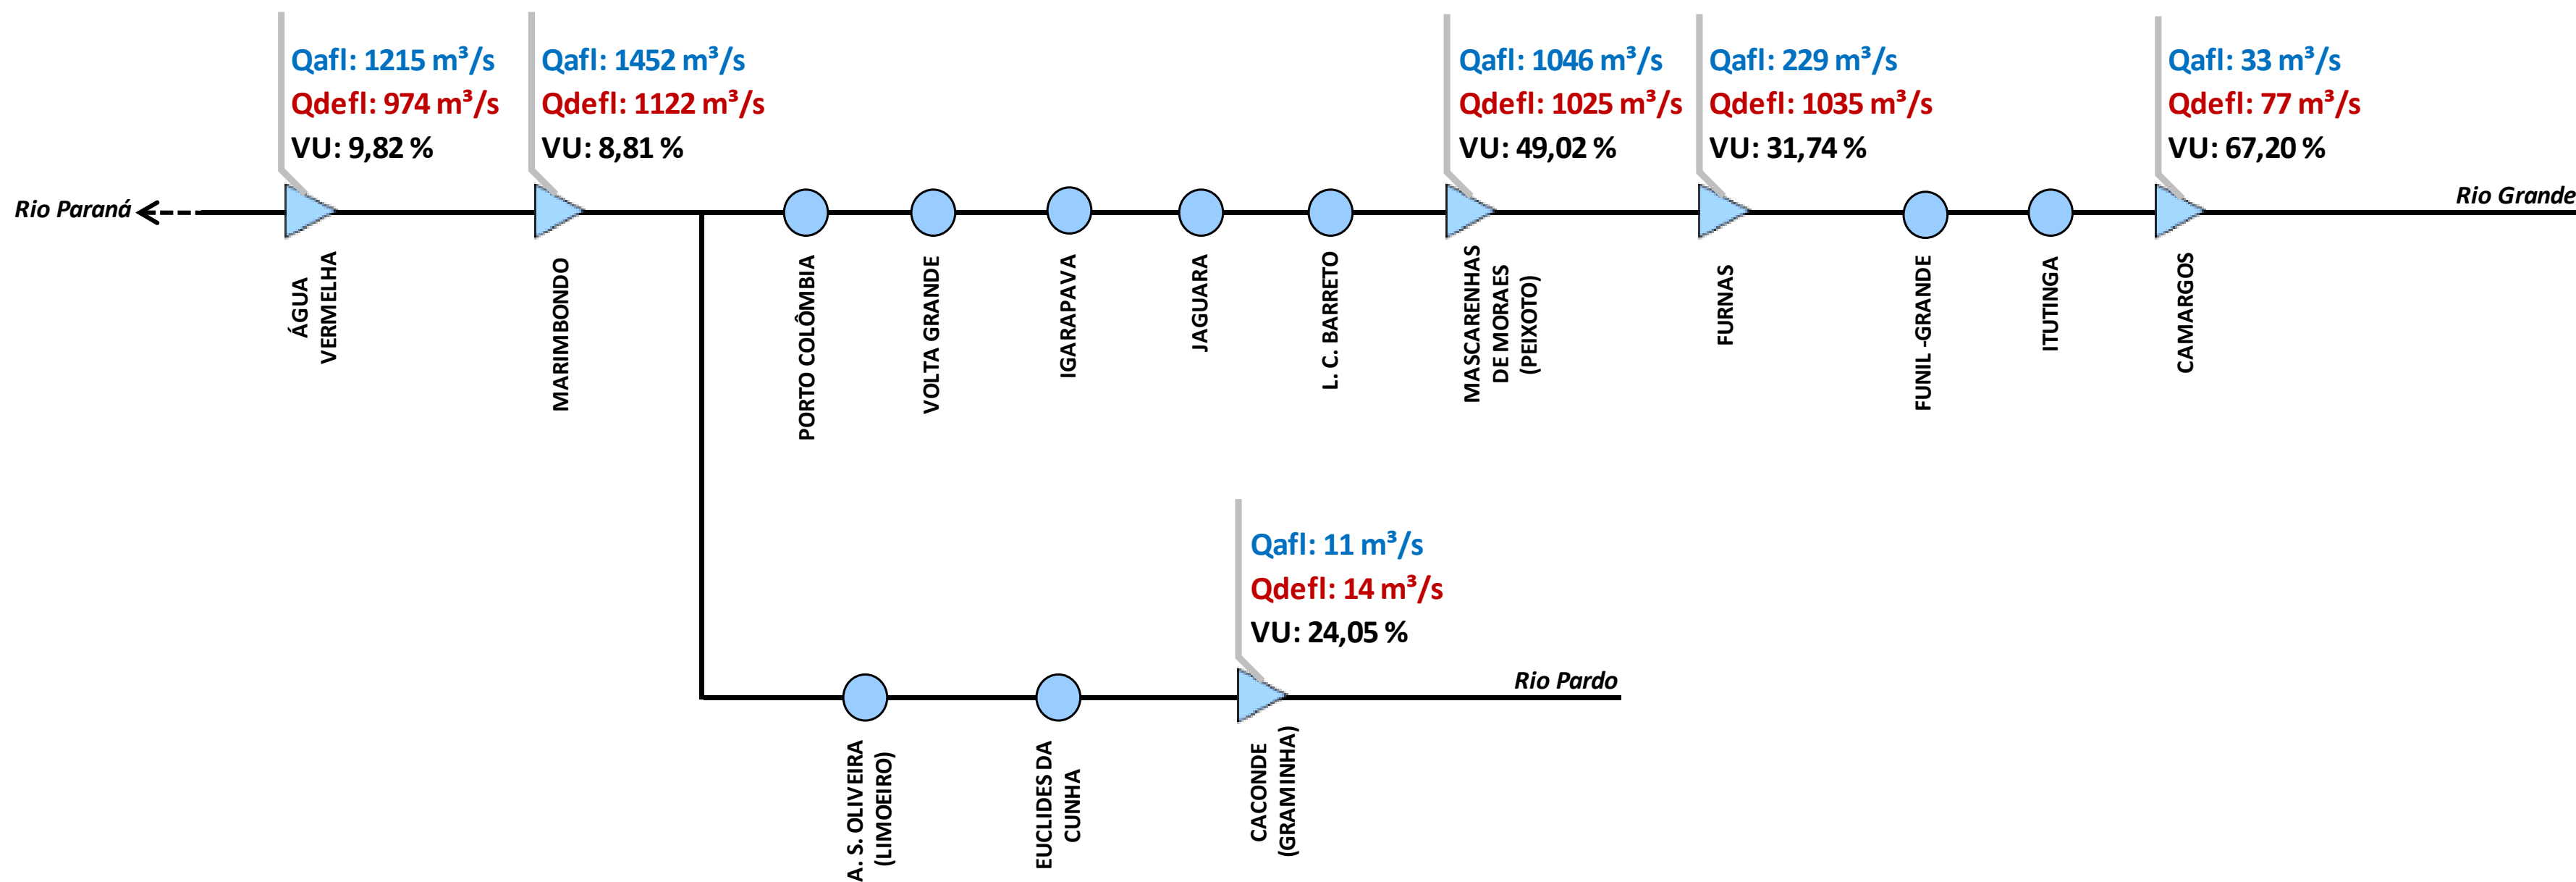 Qafl: 1215 m³/s
Qdefl: 974 m³/s
VU: 9,82 %
Qafl: 1452 m³/s
Qdefl: 1122 m³/s
VU: 8,81 %
Qafl: 1046 m³/s
Qdefl: 1025 m³/s
VU: 49,02 %
Qafl: 229 m³/s
Qdefl: 1035 m³/s
VU: 31,74 %
Qafl: 33 m³/s
Qdefl: 77 m³/s
VU: 67,20 %
Rio Paraná
Rio Grande
ÁGUA
VERMELHA
MARIMBONDO
PORTO COLÔMBIA
VOLTA GRANDE
IGARAPAVA
JAGUARA
L. C. BARRETO
MASCARENHAS
DE MORAES
(PEIXOTO)
FURNAS
FUNIL -GRANDE
ITUTINGA
CAMARGOS
Qafl: 11 m³/s
Qdefl: 14 m³/s
VU: 24,05 %
Rio Pardo
A. S. OLIVEIRA
(LIMOEIRO)
EUCLIDES DA
CUNHA
CACONDE
(GRAMINHA)